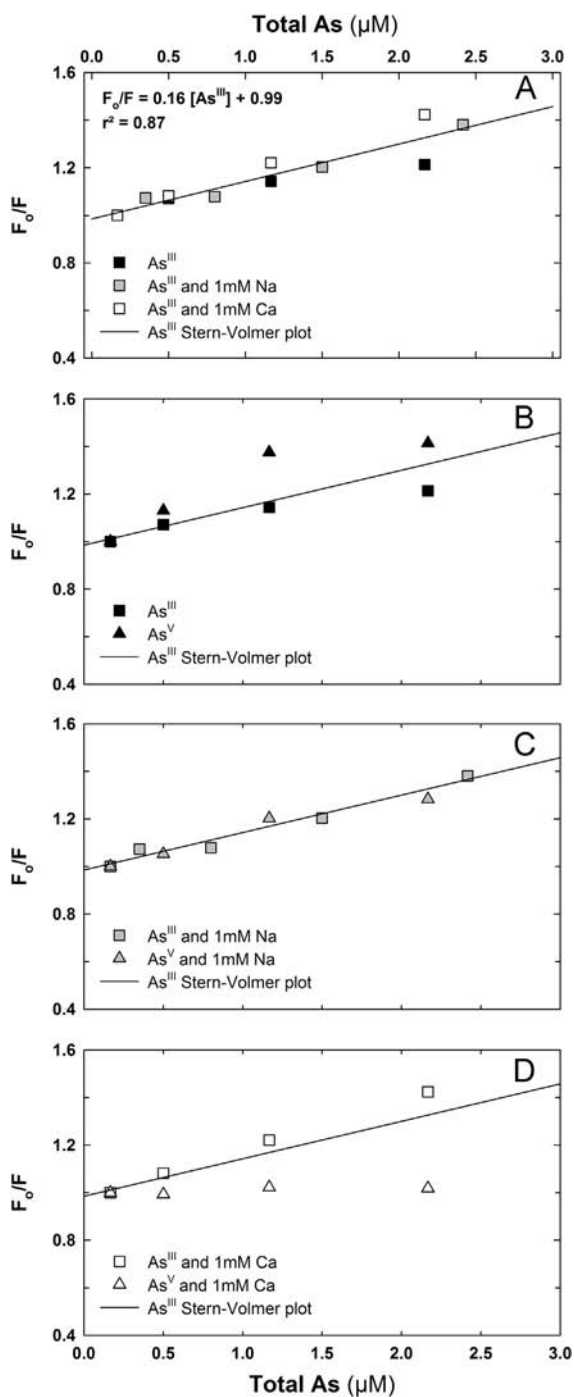 Total As (μM)
0.0 0.5 1.0 1.5 2.0 2.5 3.0
1.6
A
Fo/F = 0.16 [AsIII] + 0.99
r² = 0.87
1.2
Fo/F
0.8
AsIII
AsIII and 1mM Na
AsIII and 1mM Ca
AsIII Stern-Volmer plot
0.4
1.6
B
1.2
Fo/F
0.8
AsIII
AsV
AsIII Stern-Volmer plot
0.4
1.6
C
1.2
Fo/F
0.8
AsIII and 1mM Na
AsV and 1mM Na
AsIII Stern-Volmer plot
0.4
1.6
D
1.2
Fo/F
0.8
AsIII and 1mM Ca
AsV and 1mM Ca
AsIII Stern-Volmer plot
0.4
0.0 0.5 1.0 1.5 2.0 2.5 3.0
Total As (μM)